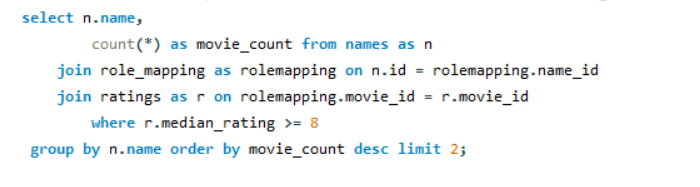 select n.name,
count(*) as movie_count from names as n
join role_mapping as rolemapping on n.id = rolemapping.name_id
join ratings as r on rolemapping.movie_id = r.movie_id
where r.median_rating >= 8
group by n.name order by movie_count desc limit 2;